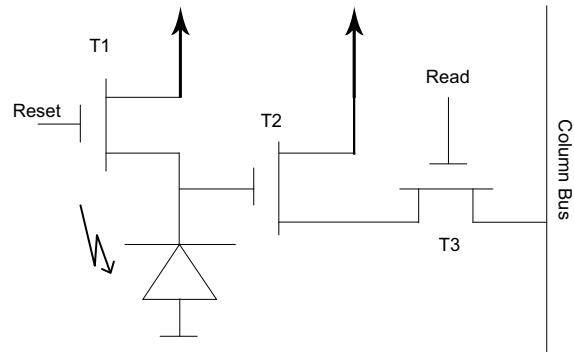 T1
Reset
T2
Read
Column Bus
T3